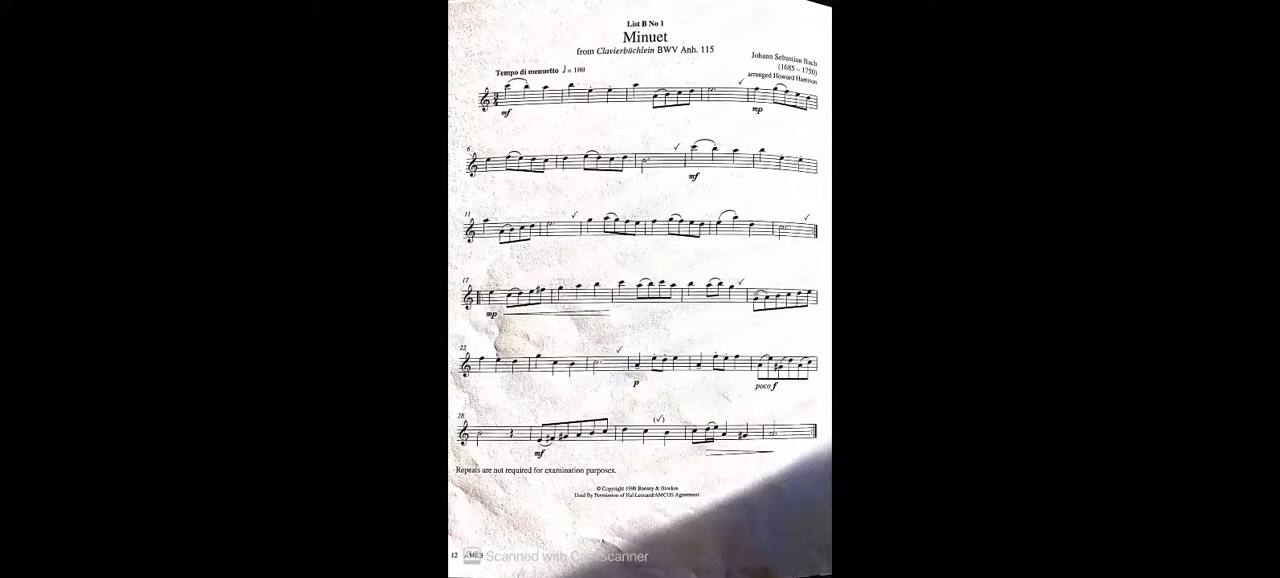 List B No 1
Minuet
from Clavierbüchlein BWV Anh. 115
Johann Sebastian Bach
(1685 – 1750)
arranged Howard Harrison
Tempo di menuetto ♩ = 100
mf
mp
6
mf
11
17
mp
22
p
poco f
28
mf
Repeats are not required for examination purposes.
© Copyright 1998 Boosey & Hawkes
Used By Permission of Hal Leonard/AMCOS Agreement.
12
Scanned with CamScanner